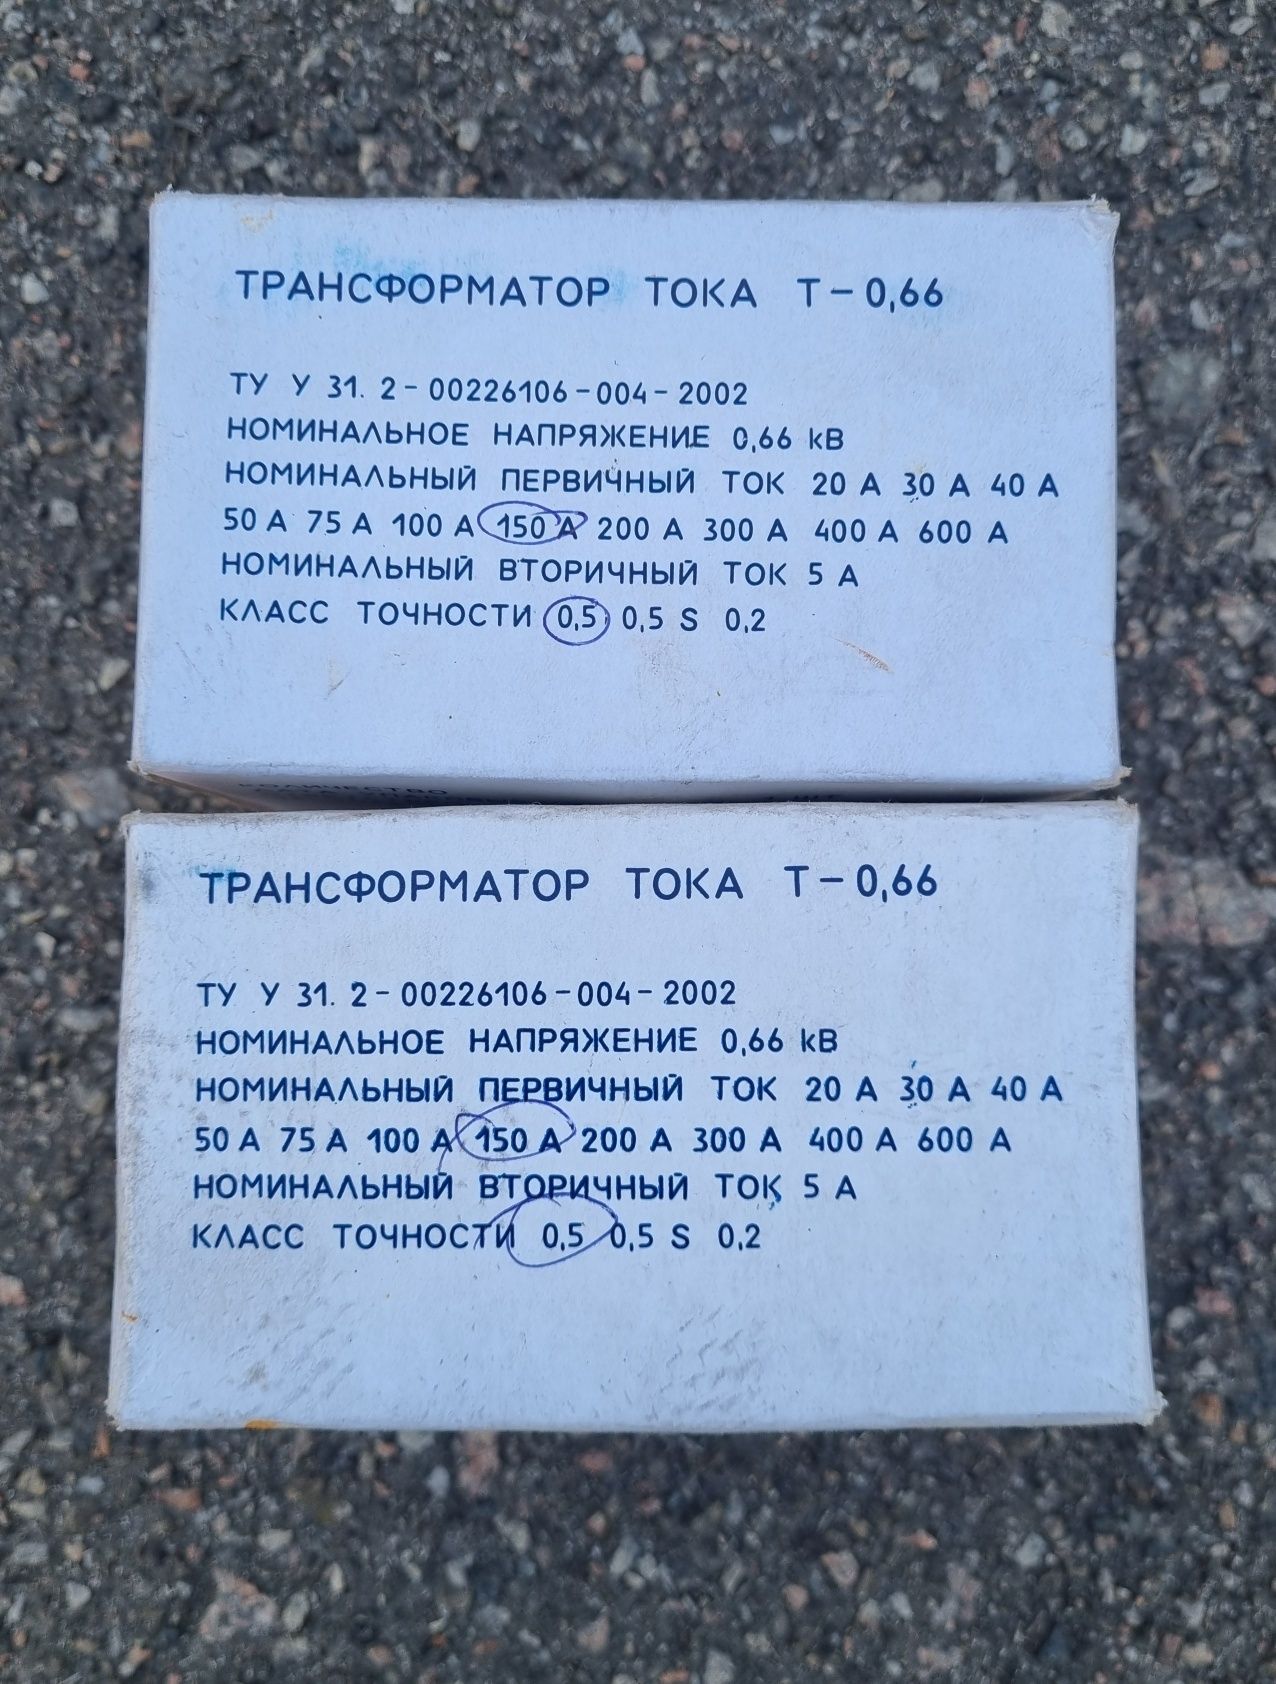 ТРАНСФОРМАТОР ТОКА Т – 0,66
ТУ У 31. 2 – 00226106 – 004 – 2002
НОМИНАЛЬНОЕ НАПРЯЖЕНИЕ 0,66 kВ
НОМИНАЛЬНЫЙ ПЕРВИЧНЫЙ ТОК 20 А 30 А 40 А
50 А 75 А 100 А 150 А 200 А 300 А 400 А 600 А
НОМИНАЛЬНЫЙ ВТОРИЧНЫЙ ТОК 5 А
КЛАСС ТОЧНОСТИ 0,5 0,5 S 0,2
КОЛИЧЕСТВО
ТРАНСФОРМАТОР ТОКА Т – 0,66
ТУ У 31. 2 – 00226106 – 004 – 2002
НОМИНАЛЬНОЕ НАПРЯЖЕНИЕ 0,66 kВ
НОМИНАЛЬНЫЙ ПЕРВИЧНЫЙ ТОК 20 А 30 А 40 А
50 А 75 А 100 А 150 А 200 А 300 А 400 А 600 А
НОМИНАЛЬНЫЙ ВТОРИЧНЫЙ ТОК 5 А
КЛАСС ТОЧНОСТИ 0,5 0,5 S 0,2